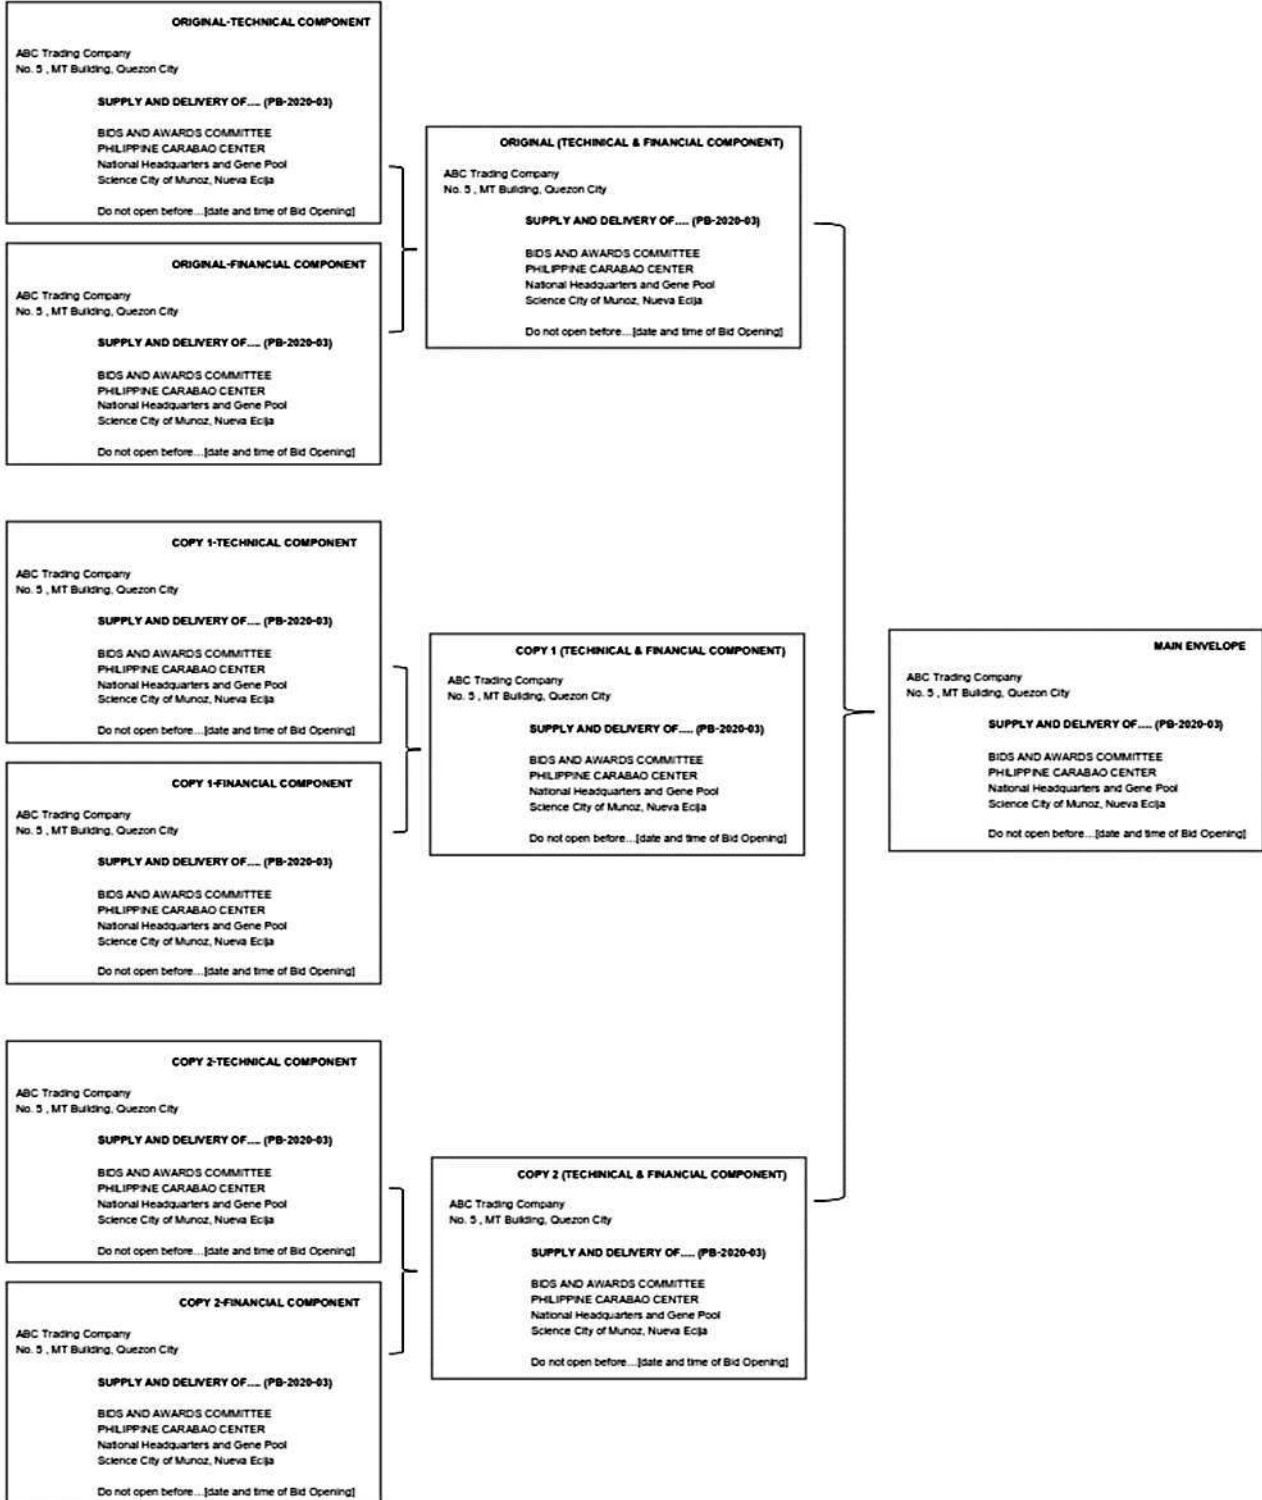 ORIGINAL-TECHNICAL COMPONENT
ABC Trading Company
No. 5 , MT Building, Quezon City
SUPPLY AND DELIVERY OF.... (PB-2020-03)
BIDS AND AWARDS COMMITTEE
PHILIPPINE CARABAO CENTER
National Headquarters and Gene Pool
Science City of Munoz, Nueva Ecija
Do not open before...[date and time of Bid Opening]
ORIGINAL-FINANCIAL COMPONENT
ABC Trading Company
No. 5 , MT Building, Quezon City
SUPPLY AND DELIVERY OF.... (PB-2020-03)
BIDS AND AWARDS COMMITTEE
PHILIPPINE CARABAO CENTER
National Headquarters and Gene Pool
Science City of Munoz, Nueva Ecija
Do not open before...[date and time of Bid Opening]
ORIGINAL (TECHINICAL & FINANCIAL COMPONENT)
ABC Trading Company
No. 5 , MT Building, Quezon City
SUPPLY AND DELIVERY OF.... (PB-2020-03)
BIDS AND AWARDS COMMITTEE
PHILIPPINE CARABAO CENTER
National Headquarters and Gene Pool
Science City of Munoz, Nueva Ecija
Do not open before...[date and time of Bid Opening]
COPY 1-TECHNICAL COMPONENT
ABC Trading Company
No. 5 , MT Building, Quezon City
SUPPLY AND DELIVERY OF.... (PB-2020-03)
BIDS AND AWARDS COMMITTEE
PHILIPPINE CARABAO CENTER
National Headquarters and Gene Pool
Science City of Munoz, Nueva Ecija
Do not open before...[date and time of Bid Opening]
COPY 1-FINANCIAL COMPONENT
ABC Trading Company
No. 5 , MT Building, Quezon City
SUPPLY AND DELIVERY OF.... (PB-2020-03)
BIDS AND AWARDS COMMITTEE
PHILIPPINE CARABAO CENTER
National Headquarters and Gene Pool
Science City of Munoz, Nueva Ecija
Do not open before...[date and time of Bid Opening]
COPY 1 (TECHINICAL & FINANCIAL COMPONENT)
ABC Trading Company
No. 5 , MT Building, Quezon City
SUPPLY AND DELIVERY OF.... (PB-2020-03)
BIDS AND AWARDS COMMITTEE
PHILIPPINE CARABAO CENTER
National Headquarters and Gene Pool
Science City of Munoz, Nueva Ecija
Do not open before...[date and time of Bid Opening]
MAIN ENVELOPE
ABC Trading Company
No. 5 , MT Building, Quezon City
SUPPLY AND DELIVERY OF.... (PB-2020-03)
BIDS AND AWARDS COMMITTEE
PHILIPPINE CARABAO CENTER
National Headquarters and Gene Pool
Science City of Munoz, Nueva Ecija
Do not open before...[date and time of Bid Opening]
COPY 2-TECHNICAL COMPONENT
ABC Trading Company
No. 5 , MT Building, Quezon City
SUPPLY AND DELIVERY OF.... (PB-2020-03)
BIDS AND AWARDS COMMITTEE
PHILIPPINE CARABAO CENTER
National Headquarters and Gene Pool
Science City of Munoz, Nueva Ecija
Do not open before...[date and time of Bid Opening]
COPY 2-FINANCIAL COMPONENT
ABC Trading Company
No. 5 , MT Building, Quezon City
SUPPLY AND DELIVERY OF.... (PB-2020-03)
BIDS AND AWARDS COMMITTEE
PHILIPPINE CARABAO CENTER
National Headquarters and Gene Pool
Science City of Munoz, Nueva Ecija
Do not open before...[date and time of Bid Opening]
COPY 2 (TECHINICAL & FINANCIAL COMPONENT)
ABC Trading Company
No. 5 , MT Building, Quezon City
SUPPLY AND DELIVERY OF.... (PB-2020-03)
BIDS AND AWARDS COMMITTEE
PHILIPPINE CARABAO CENTER
National Headquarters and Gene Pool
Science City of Munoz, Nueva Ecija
Do not open before...[date and time of Bid Opening]